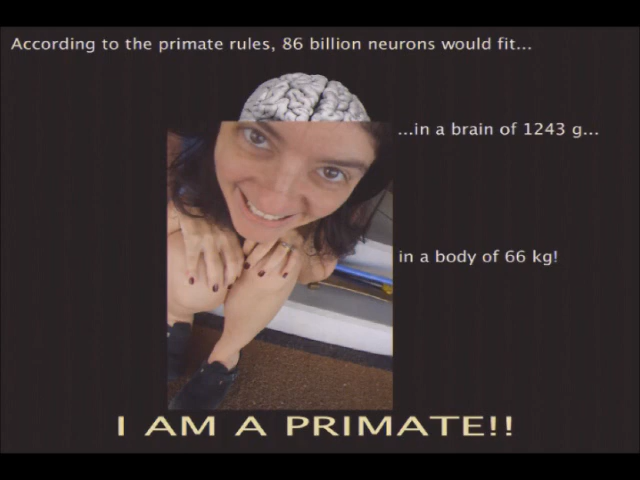 According to the primate rules, 86 billion neurons would fit...
...in a brain of 1243 g...
in a body of 66 kg!
I AM A PRIMATE!!